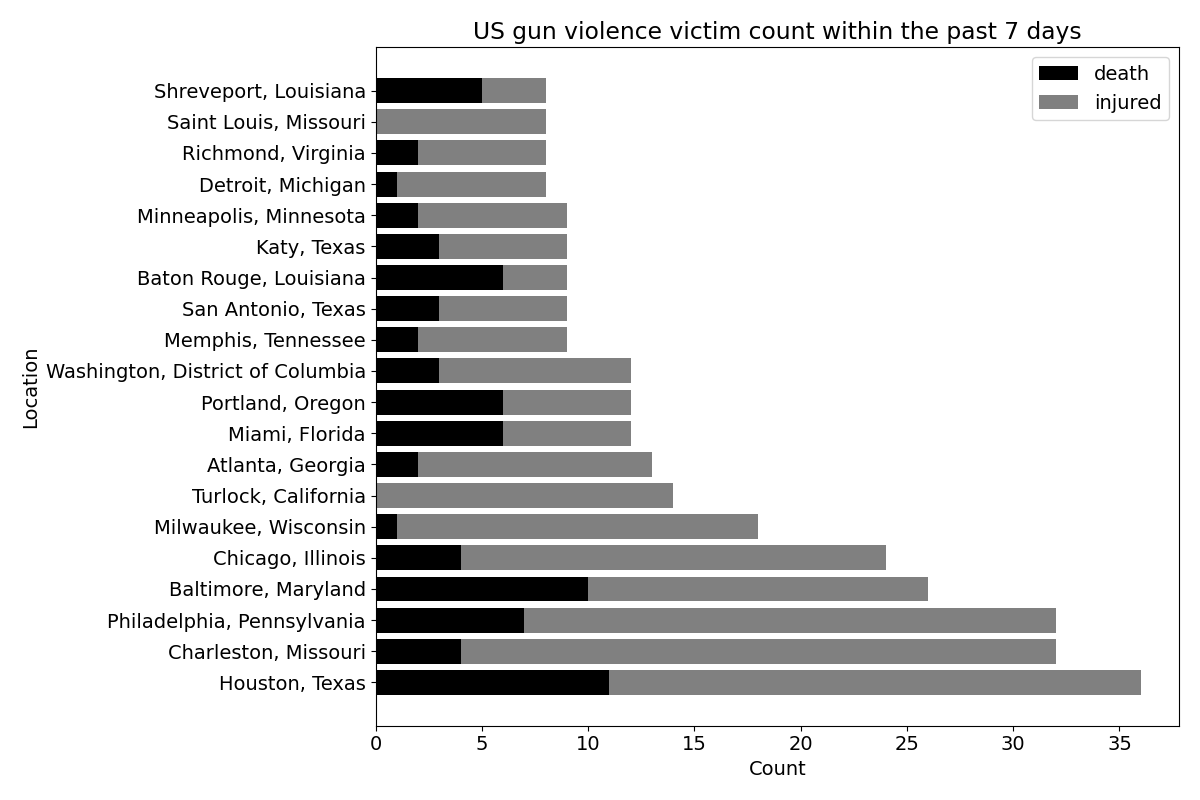 US gun violence victim count within the past 7 days
death
injured
Location
Shreveport, Louisiana
Saint Louis, Missouri
Richmond, Virginia
Detroit, Michigan
Minneapolis, Minnesota
Katy, Texas
Baton Rouge, Louisiana
San Antonio, Texas
Memphis, Tennessee
Washington, District of Columbia
Portland, Oregon
Miami, Florida
Atlanta, Georgia
Turlock, California
Milwaukee, Wisconsin
Chicago, Illinois
Baltimore, Maryland
Philadelphia, Pennsylvania
Charleston, Missouri
Houston, Texas
0 5 10 15 20 25 30 35
Count